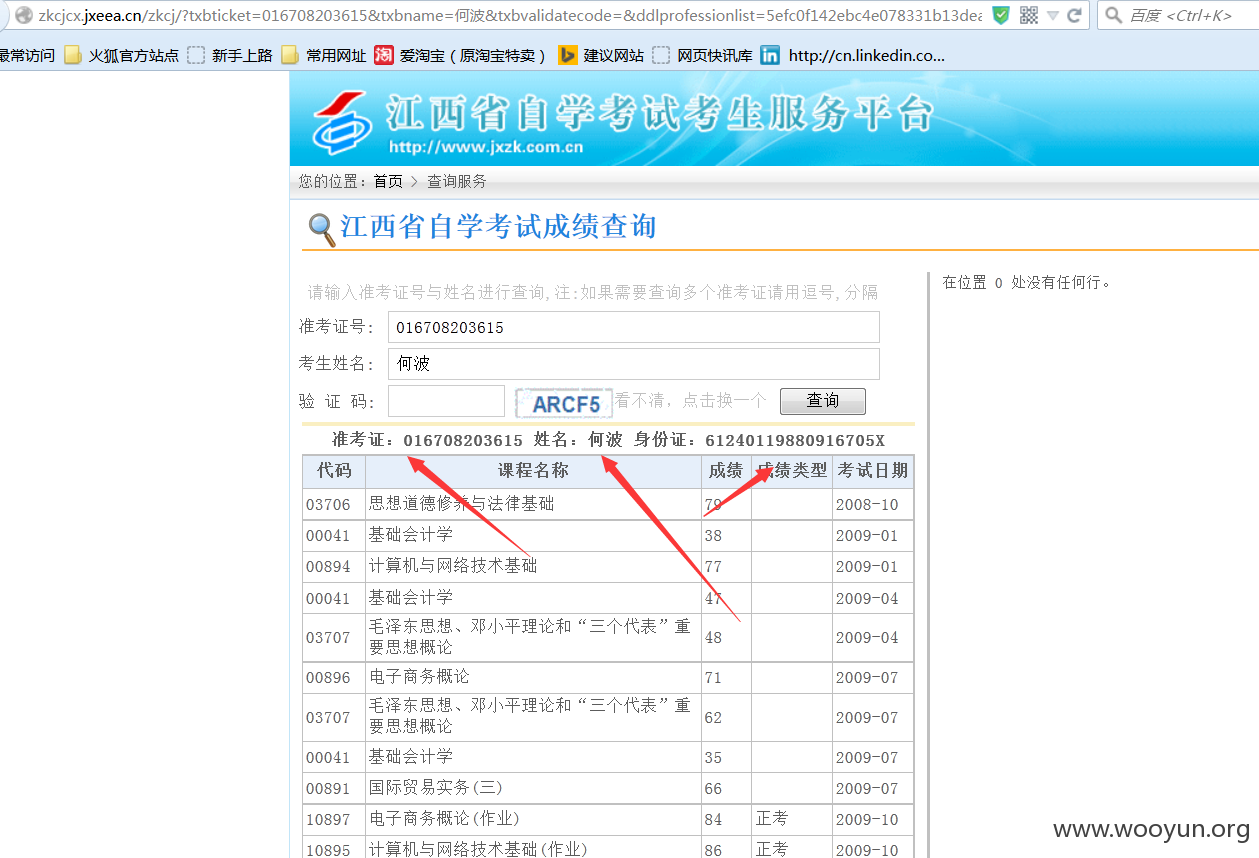 zkcjcx.jxeea.cn/zkcj/?txbticket=016708203615&txbname=何波&txbvalidatecode=&ddlprofessionlist=5efc0f142ebc4e078331b13dea
百度 <Ctrl+K>
最常访问 火狐官方站点 新手上路 常用网址 淘 爱淘宝（原淘宝特卖） 建议网站 网页快讯库 in http://cn.linkedin.co...
江西省自学考试考生服务平台
http://www.jxzk.com.cn
您的位置：首页 > 查询服务
江西省自学考试成绩查询
请输入准考证号与姓名进行查询,注:如果需要查询多个准考证请用逗号,分隔
在位置 0 处没有任何行。
准考证号： 016708203615
考生姓名： 何波
验 证 码： ARCF5 看不清，点击换一个 查询
准考证：016708203615 姓名：何波 身份证：61240119880916705X
代码 课程名称 成绩 成绩类型 考试日期
03706 思想道德修养与法律基础 79 2008-10
00041 基础会计学 38 2009-01
00894 计算机与网络技术基础 77 2009-01
00041 基础会计学 47 2009-04
03707 毛泽东思想、邓小平理论和“三个代表”重 48 2009-04
要思想概论
00896 电子商务概论 71 2009-07
03707 毛泽东思想、邓小平理论和“三个代表”重 62 2009-07
要思想概论
00041 基础会计学 35 2009-07
00891 国际贸易实务(三) 66 2009-07
10897 电子商务概论(作业) 84 正考 2009-10
10895 计算机与网络技术基础(作业) 86 正考 2009-10
www.wooyun.org